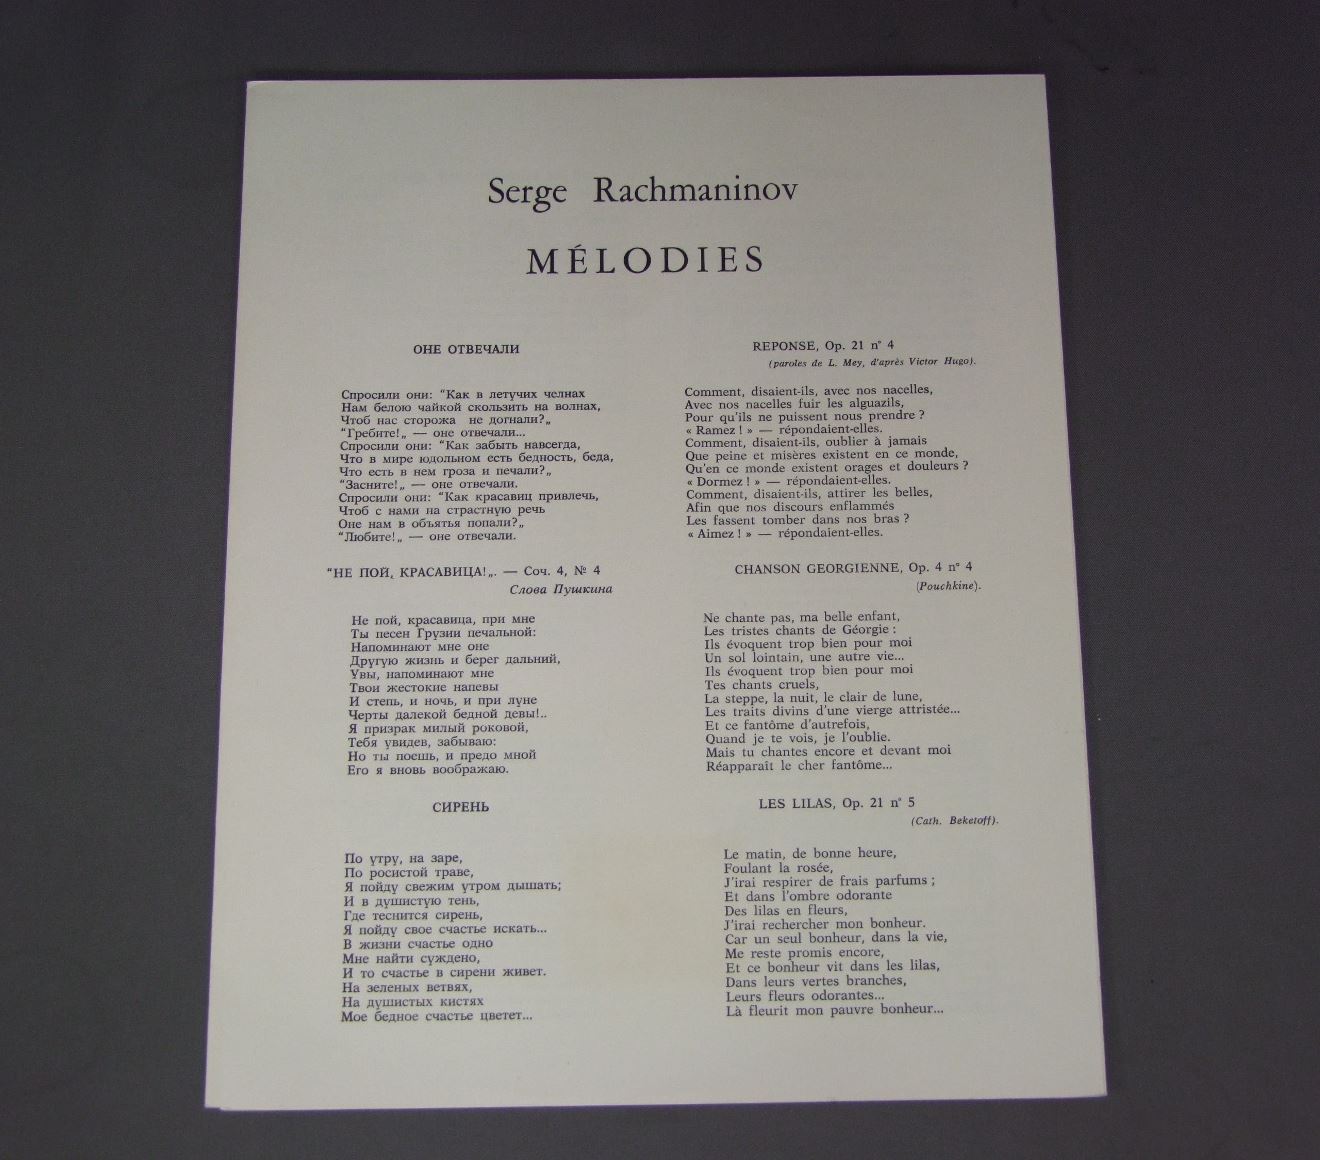 Serge Rachmaninov
MÉLODIES
ОНЕ ОТВЕЧАЛИ
Спросили они: “Как в летучих челнах
Нам белою чайкой скользить на волнах,
Чтоб нас сторожа не догнали?„
“Гребите!„ — оне отвечали...
Спросили они: “Как забыть навсегда,
Что в мире юдольном есть бедность, беда,
Что есть в нем гроза и печали?„
“Засните!„ — оне отвечали.
Спросили они: “Как красавиц привлечь,
Чтоб с нами на страстную речь
Оне нам в объятья попали?„
“Любите!„ — оне отвечали.
REPONSE, Op. 21 n° 4
(paroles de L. Mey, d'après Victor Hugo).
Comment, disaient-ils, avec nos nacelles,
Avec nos nacelles fuir les alguazils,
Pour qu'ils ne puissent nous prendre ?
« Ramez ! » — répondaient-elles.
Comment, disaient-ils, oublier à jamais
Que peine et misères existent en ce monde,
Qu'en ce monde existent orages et douleurs ?
« Dormez ! » — répondaient-elles.
Comment, disaient-ils, attirer les belles,
Afin que nos discours enflammés
Les fassent tomber dans nos bras ?
« Aimez ! » — répondaient-elles.
“НЕ ПОЙ, КРАСАВИЦА!„. — Соч. 4, № 4
Слова Пушкина
Не пой, красавица, при мне
Ты песен Грузии печальной:
Напоминают мне оне
Другую жизнь и берег дальний,
Увы, напоминают мне
Твои жестокие напевы
И степь, и ночь, и при луне
Черты далекой бедной девы!..
Я призрак милый роковой,
Тебя увидев, забываю:
Но ты поешь, и предо мной
Его я вновь воображаю.
CHANSON GEORGIENNE, Op. 4 n° 4
(Pouchkine).
Ne chante pas, ma belle enfant,
Les tristes chants de Géorgie :
Ils évoquent trop bien pour moi
Un sol lointain, une autre vie...
Ils évoquent trop bien pour moi
Tes chants cruels,
La steppe, la nuit, le clair de lune,
Les traits divins d'une vierge attristée...
Et ce fantôme d'autrefois,
Quand je te vois, je l'oublie.
Mais tu chantes encore et devant moi
Réapparaît le cher fantôme...
СИРЕНЬ
По утру, на заре,
По росистой траве,
Я пойду свежим утром дышать;
И в душистую тень,
Где теснится сирень,
Я пойду свое счастье искать...
В жизни счастье одно
Мне найти суждено,
И то счастье в сирени живет.
На зеленых ветвях,
На душистых кистях
Мое бедное счастье цветет...
LES LILAS, Op. 21 n° 5
(Cath. Beketoff).
Le matin, de bonne heure,
Foulant la rosée,
J'irai respirer de frais parfums ;
Et dans l'ombre odorante
Des lilas en fleurs,
J'irai rechercher mon bonheur.
Car un seul bonheur, dans la vie,
Me reste promis encore,
Et ce bonheur vit dans les lilas,
Dans leurs vertes branches,
Leurs fleurs odorantes...
Là fleurit mon pauvre bonheur...